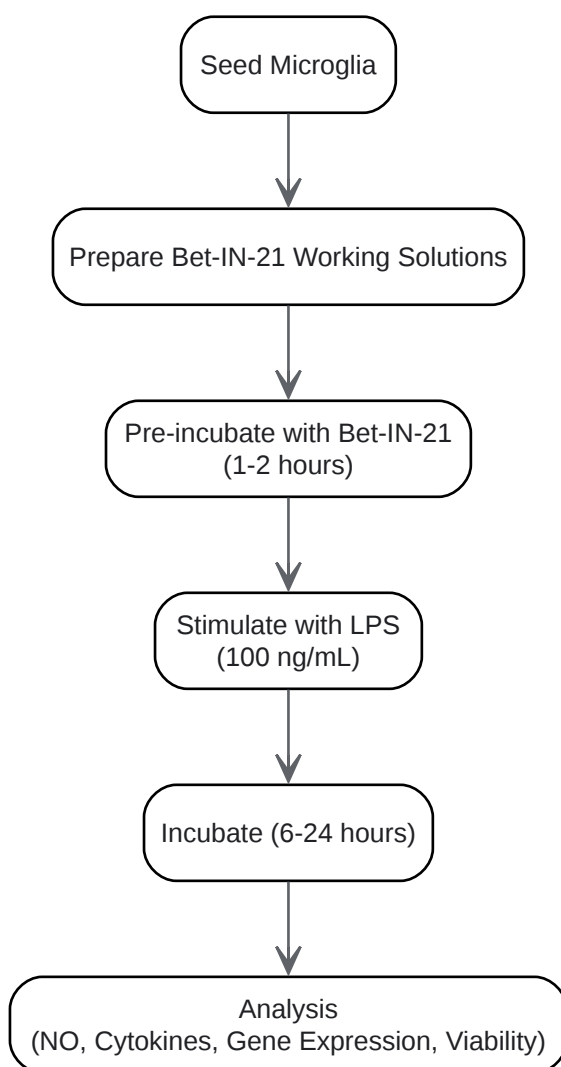 Seed Microglia
Prepare Bet-IN-21 Working Solutions
Pre-incubate with Bet-IN-21
(1-2 hours)
Stimulate with LPS
(100 ng/mL)
Incubate (6-24 hours)
Analysis
(NO, Cytokines, Gene Expression, Viability)